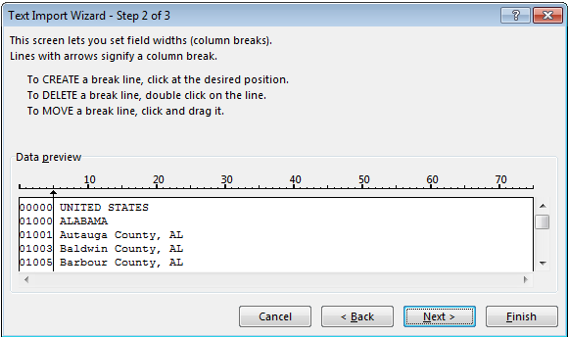 Text Import Wizard - Step 2 of 3
This screen lets you set field widths (column breaks).
Lines with arrows signify a column break.
To CREATE a break line, click at the desired position.
To DELETE a break line, double click on the line.
To MOVE a break line, click and drag it.
Data preview
10 20 30 40 50 60 70
00000 UNITED STATES
01000 ALABAMA
01001 Autauga County, AL
01003 Baldwin County, AL
01005 Barbour County, AL
Cancel < Back Next > Finish